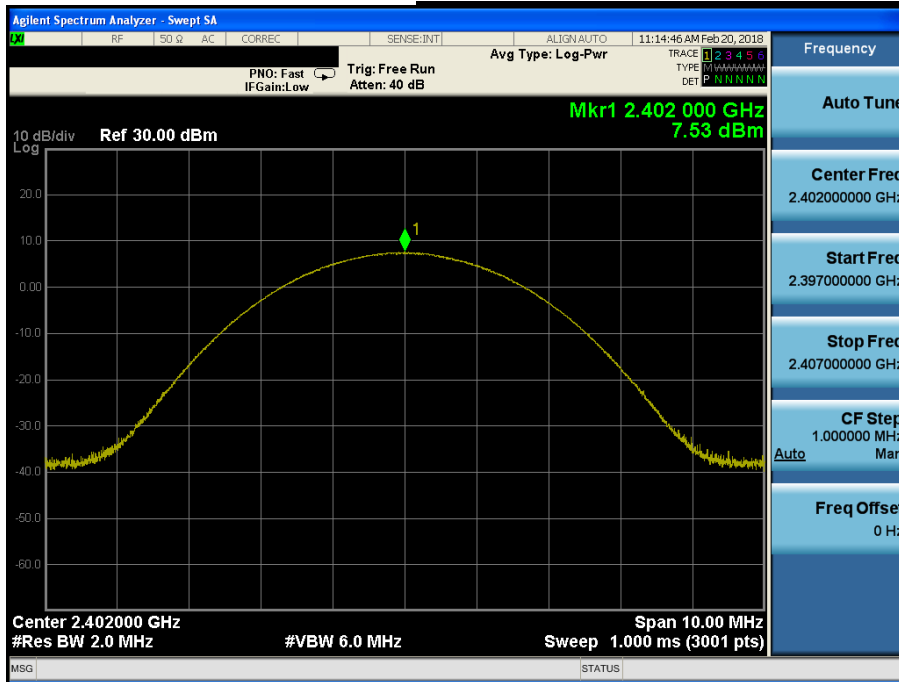 Agilent Spectrum Analyzer - Swept SA
LXI RF 50 Ω AC CORREC SENSE:INT ALIGN AUTO 11:14:46 AM Feb 20, 2018
Frequency
PNO: Fast Trig: Free Run Avg Type: Log-Pwr TRACE 1 2 3 4 5 6
IFGain:Low Atten: 40 dB TYPE M WWWWW
DET P N N N N N
Auto Tune
Mkr1 2.402 000 GHz
7.53 dBm
10 dB/div Ref 30.00 dBm
Log
Center Freq
2.402000000 GHz
20.0
10.0
1
Start Freq
2.397000000 GHz
0.00
-10.0
Stop Freq
2.407000000 GHz
-20.0
-30.0
CF Step
1.000000 MHz
Auto Man
-40.0
-50.0
Freq Offset
0 Hz
-60.0
Center 2.402000 GHz Span 10.00 MHz
#Res BW 2.0 MHz #VBW 6.0 MHz Sweep 1.000 ms (3001 pts)
MSG STATUS